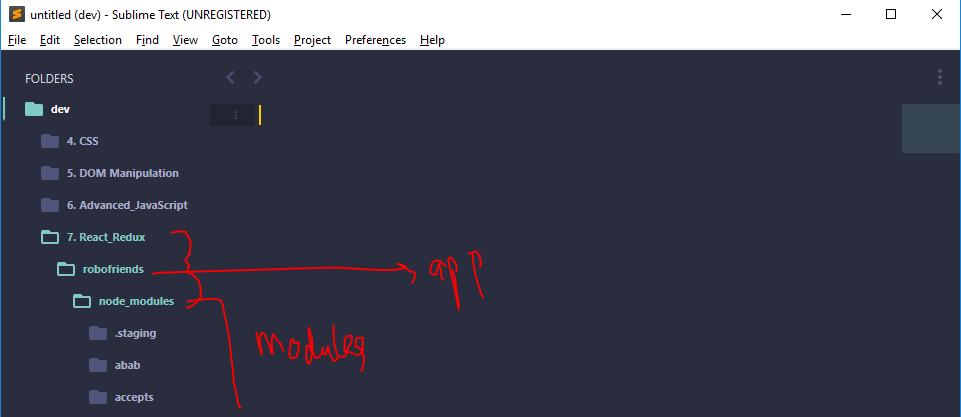 untitled (dev) - Sublime Text (UNREGISTERED)
File Edit Selection Find View Goto Tools Project Preferences Help
FOLDERS
dev
1
4. CSS
5. DOM Manipulation
6. Advanced_JavaScript
7. React_Redux
robofriends
app
node_modules
.staging
modules
abab
accepts